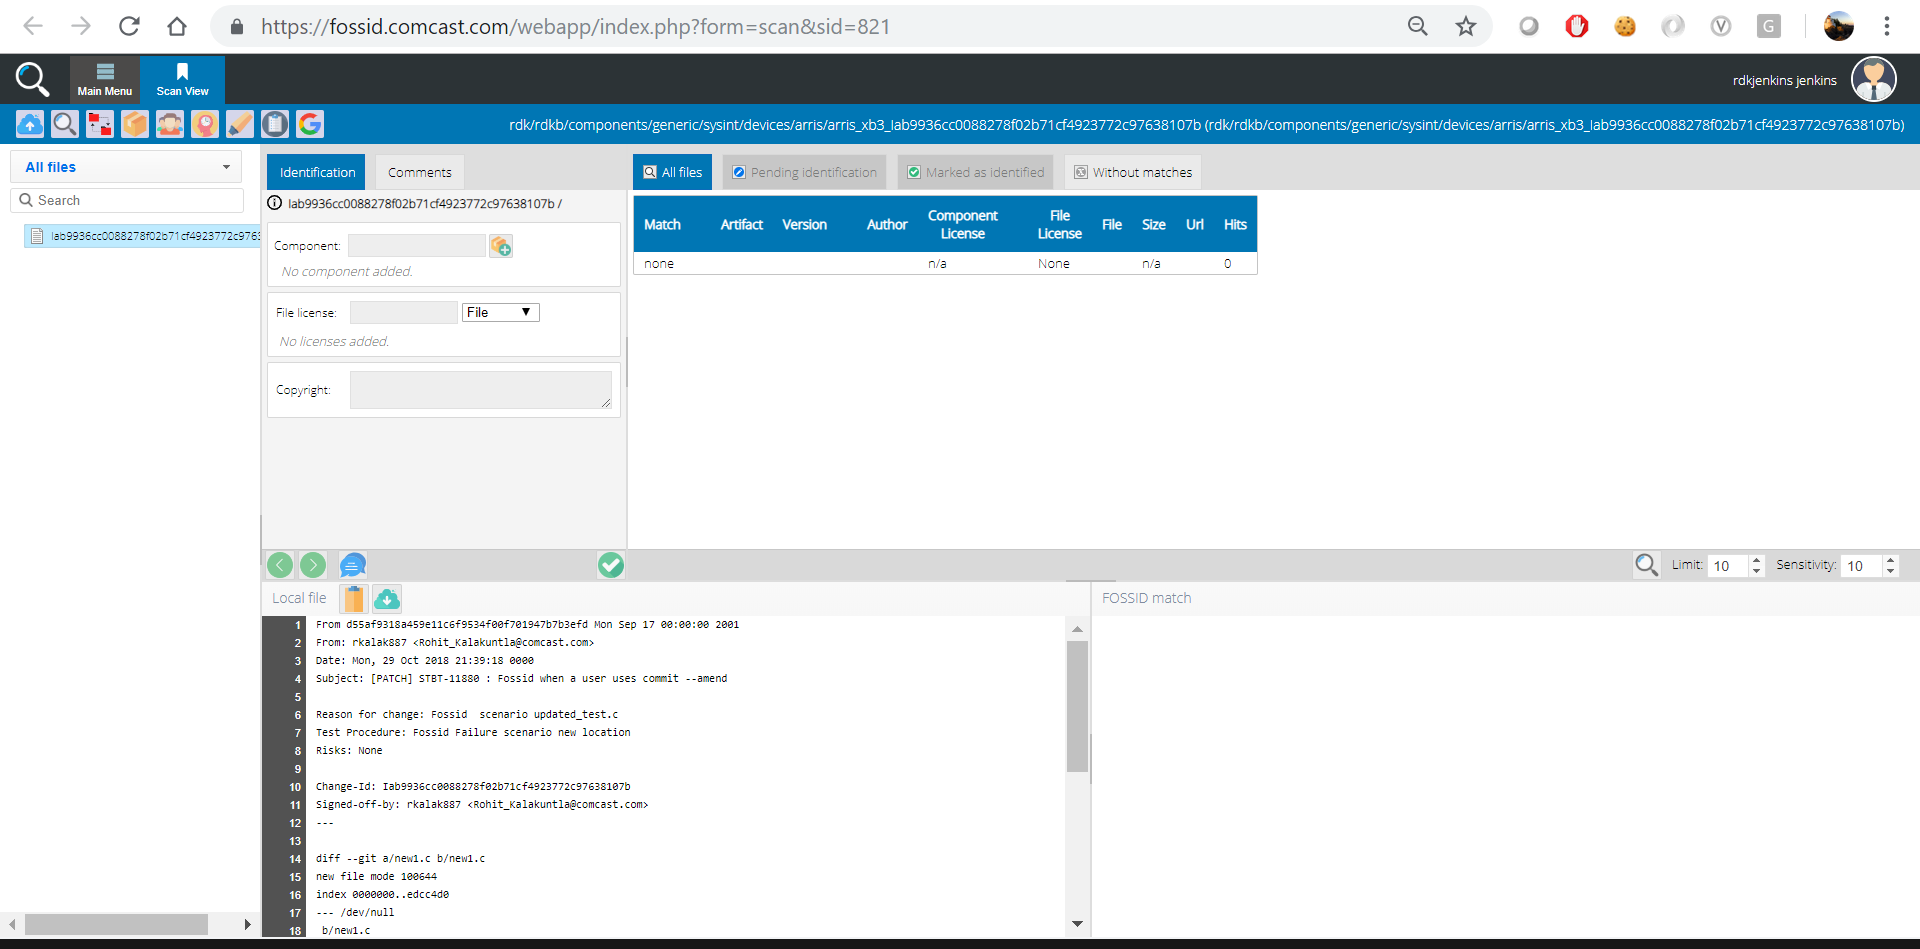 https://fossid.comcast.com/webapp/index.php?form=scan&sid=821
Main Menu
Scan View
rdkjenkins jenkins
rdk/rdkb/components/generic/sysint/devices/arris/arris_xb3_Iab9936cc0088278f02b71cf4923772c97638107b (rdk/rdkb/components/generic/sysint/devices/arris/arris_xb3_Iab9936cc0088278f02b71cf4923772c97638107b)
All files
Search
Iab9936cc0088278f02b71cf4923772c9763
Identification
Comments
Iab9936cc0088278f02b71cf4923772c97638107b /
Component:
No component added.
File license:
File
No licenses added.
Copyright:
All files
Pending identification
Marked as identified
Without matches
Match Artifact Version Author Component License File License File Size Url Hits
none n/a None n/a 0
Limit: 10 Sensitivity: 10
Local file
FOSSID match
1 From d55af9318a459e11c6f9534f00f701947b7b3efd Mon Sep 17 00:00:00 2001
2 From: rkalak887 <Rohit_Kalakuntla@comcast.com>
3 Date: Mon, 29 Oct 2018 21:39:18 0000
4 Subject: [PATCH] STBT-11880 : Fossid when a user uses commit --amend
5
6 Reason for change: Fossid  scenario updated_test.c
7 Test Procedure: Fossid Failure scenario new location
8 Risks: None
9
10 Change-Id: Iab9936cc0088278f02b71cf4923772c97638107b
11 Signed-off-by: rkalak887 <Rohit_Kalakuntla@comcast.com>
12 ---
13
14 diff --git a/new1.c b/new1.c
15 new file mode 100644
16 index 0000000..edcc4d0
17 --- /dev/null
18 b/new1.c